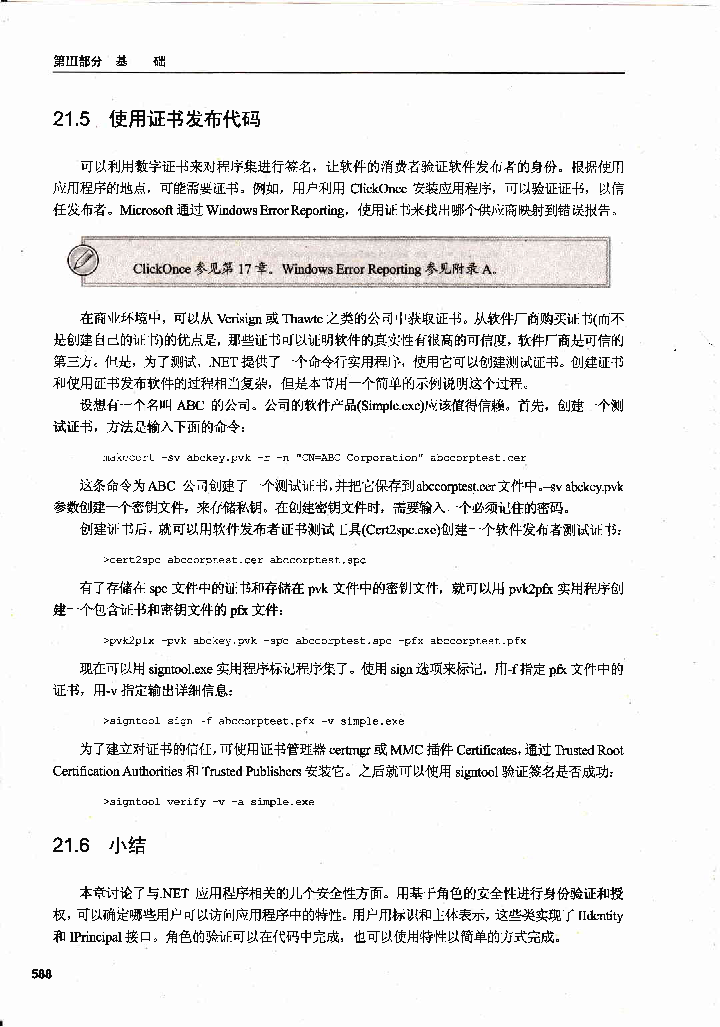 第III部分 基 础
21.5 使用证书发布代码
可以利用数字证书来对程序集进行签名，让软件的消费者验证软件发布者的身份。根据使用
应用程序的地点，可能需要证书。例如，用户利用 ClickOnce 安装应用程序，可以验证证书，以信
任发布者。Microsoft 通过 Windows Error Reporting，使用证书来找出哪个供应商映射到错误报告。
ClickOnce 参见第 17 章。Windows Error Reporting 参见附录 A。
在商业环境中，可以从 Verisign 或 Thawte 之类的公司中获取证书。从软件厂商购买证书(而不
是创建自己的证书)的优点是，那些证书可以证明软件的真实性有很高的可信度，软件厂商是可信的
第三方。但是，为了测试，.NET 提供了一个命令行实用程序，使用它可以创建测试证书。创建证书
和使用证书发布软件的过程相当复杂，但是本节用一个简单的示例说明这个过程。
设想有一个名叫 ABC 的公司。公司的软件产品(Simple.exe)应该值得信赖。首先，创建一个测
试证书，方法是输入下面的命令：
>makecert -sv abckey.pvk -r -n "CN=ABC Corporation" abccorptest.cer
这条命令为 ABC 公司创建了一个测试证书，并把它保存到 abccorptest.cer 文件中。-sv abckey.pvk
参数创建一个密钥文件，来存储私钥。在创建密钥文件时，需要输入一个必须记住的密码。
创建证书后，就可以用软件发布者证书测试工具(Cert2spc.exe)创建一个软件发布者测试证书：
>cert2spc abccorptest.cer abccorptest.spc
有了存储在 spc 文件中的证书和存储在 pvk 文件中的密钥文件，就可以用 pvk2pfx 实用程序创
建一个包含证书和密钥文件的 pfx 文件：
>pvk2pfx -pvk abckey.pvk -spc abccorptest.spc -pfx abccorptest.pfx
现在可以用 signtool.exe 实用程序标记程序集了。使用 sign 选项来标记，用-f 指定 pfx 文件中的
证书，用-v 指定输出详细信息：
>signtool sign -f abccorptest.pfx -v simple.exe
为了建立对证书的信任，可使用证书管理器 certmgr 或 MMC 插件 Certificates，通过 Trusted Root
Certification Authorities 和 Trusted Publishers 安装它。之后就可以使用 signtool 验证签名是否成功：
>signtool verify -v -a simple.exe
21.6 小结
本章讨论了与.NET 应用程序相关的几个安全性方面。用基于角色的安全性进行身份验证和授
权，可以确定哪些用户可以访问应用程序中的特性。用户用标识和主体表示，这些类实现了 IIdentity
和 IPrincipal 接口。角色的验证可以在代码中完成，也可以使用特性以简单的方式完成。
588